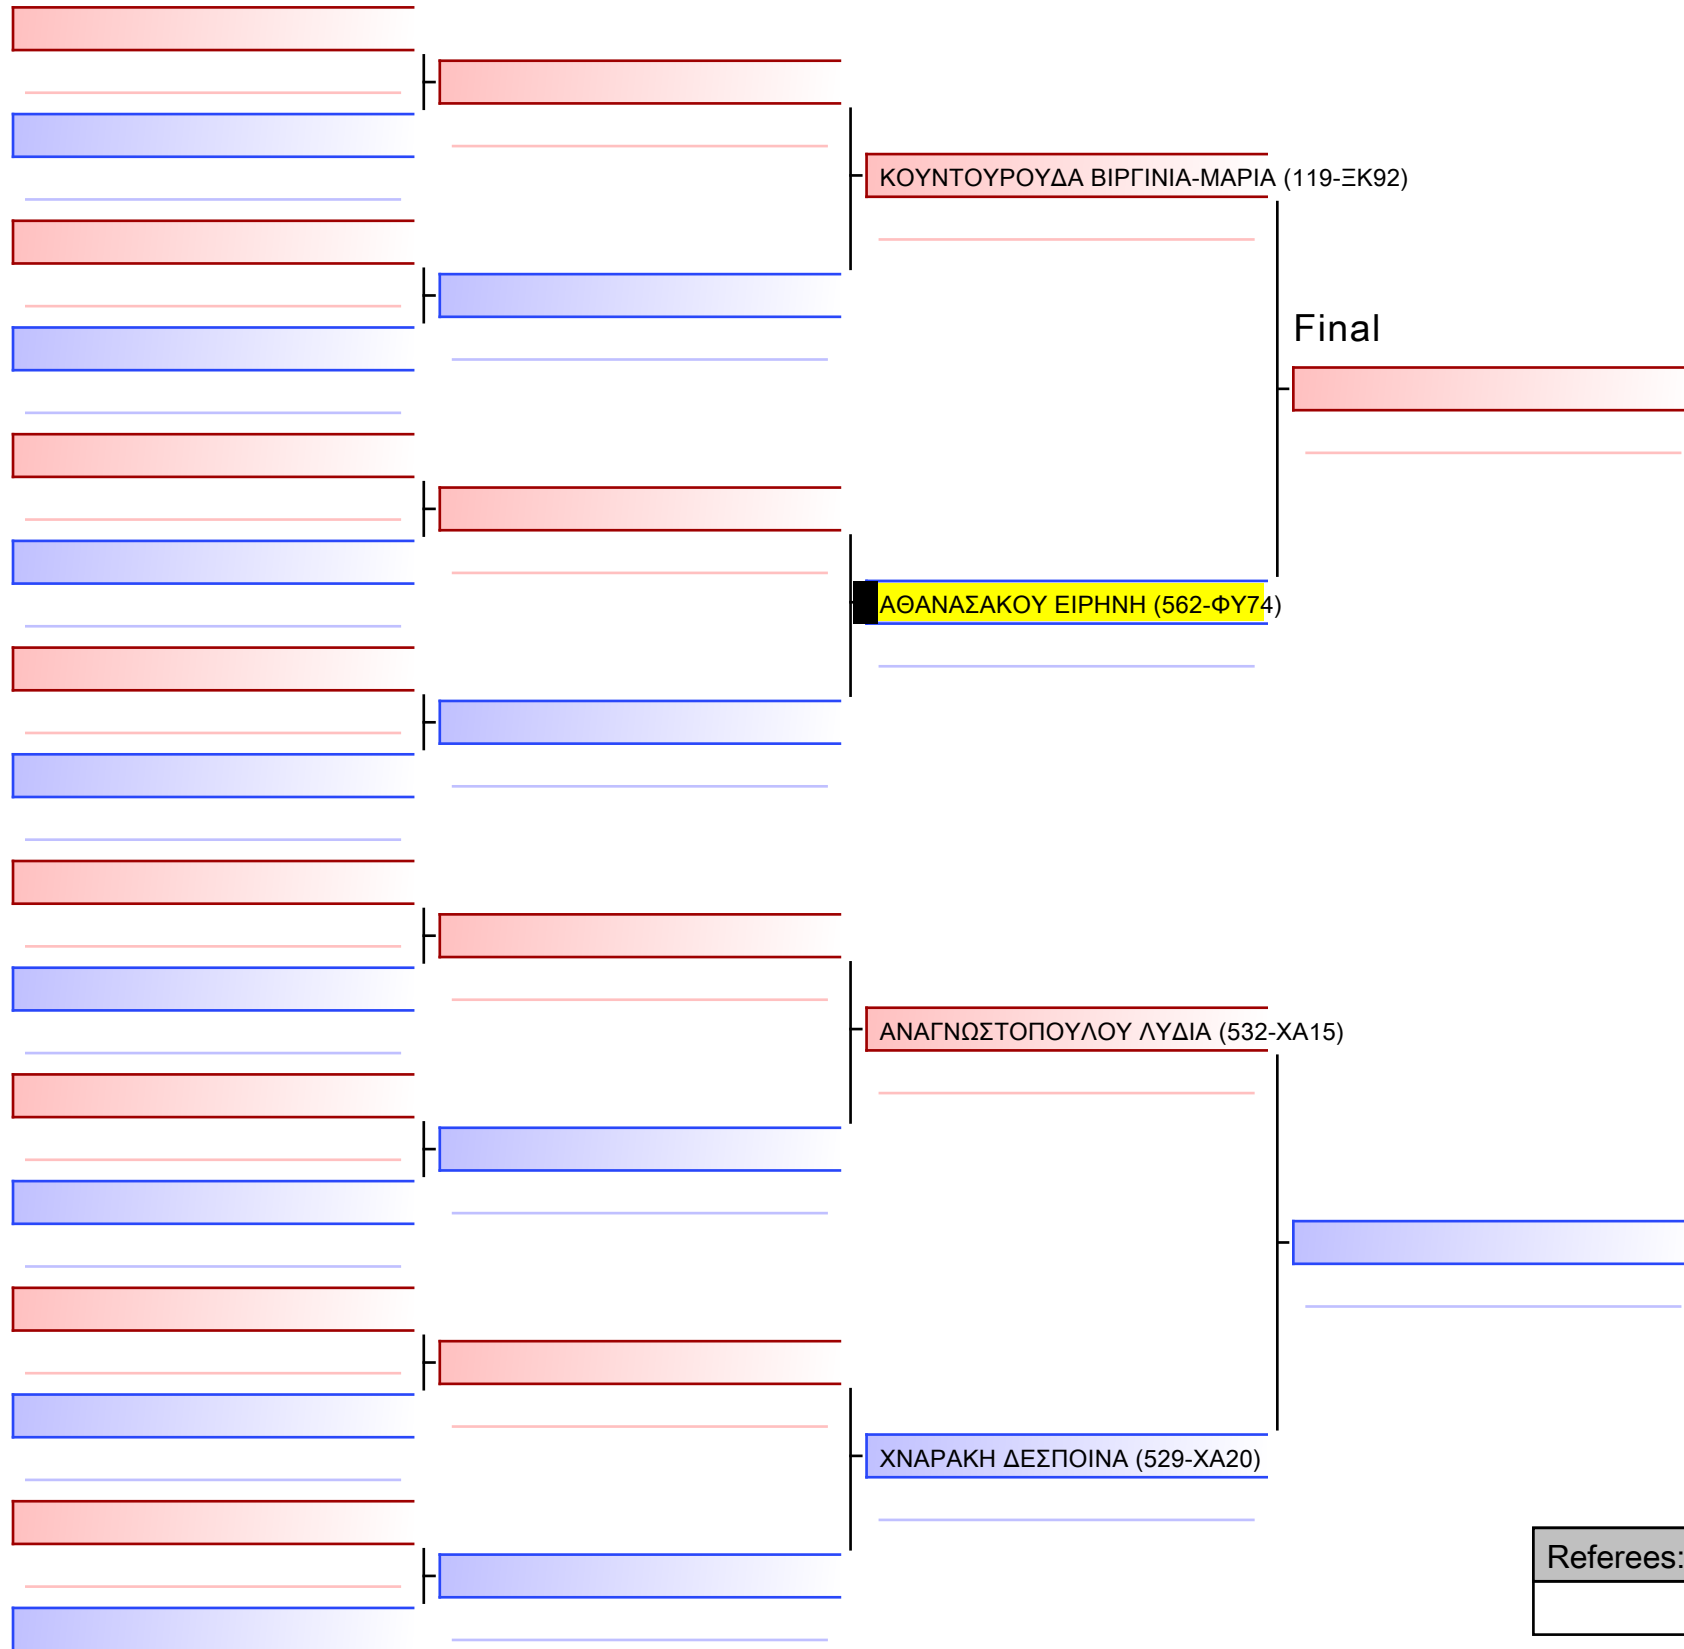 ΚΟΥΝΤΟΥΡΟΥΔΑ ΒΙΡΓΙΝΙΑ-ΜΑΡΙΑ (119-ΞΚ92)
Final
ΑΘΑΝΑΣΑΚΟΥ ΕΙΡΗΝΗ (562-ΦΥ74)
ΑΝΑΓΝΩΣΤΟΠΟΥΛΟΥ ΛΥΔΙΑ (532-ΧΑ15)
ΧΝΑΡΑΚΗ ΔΕΣΠΟΙΝΑ (529-ΧΑ20)
Referees: